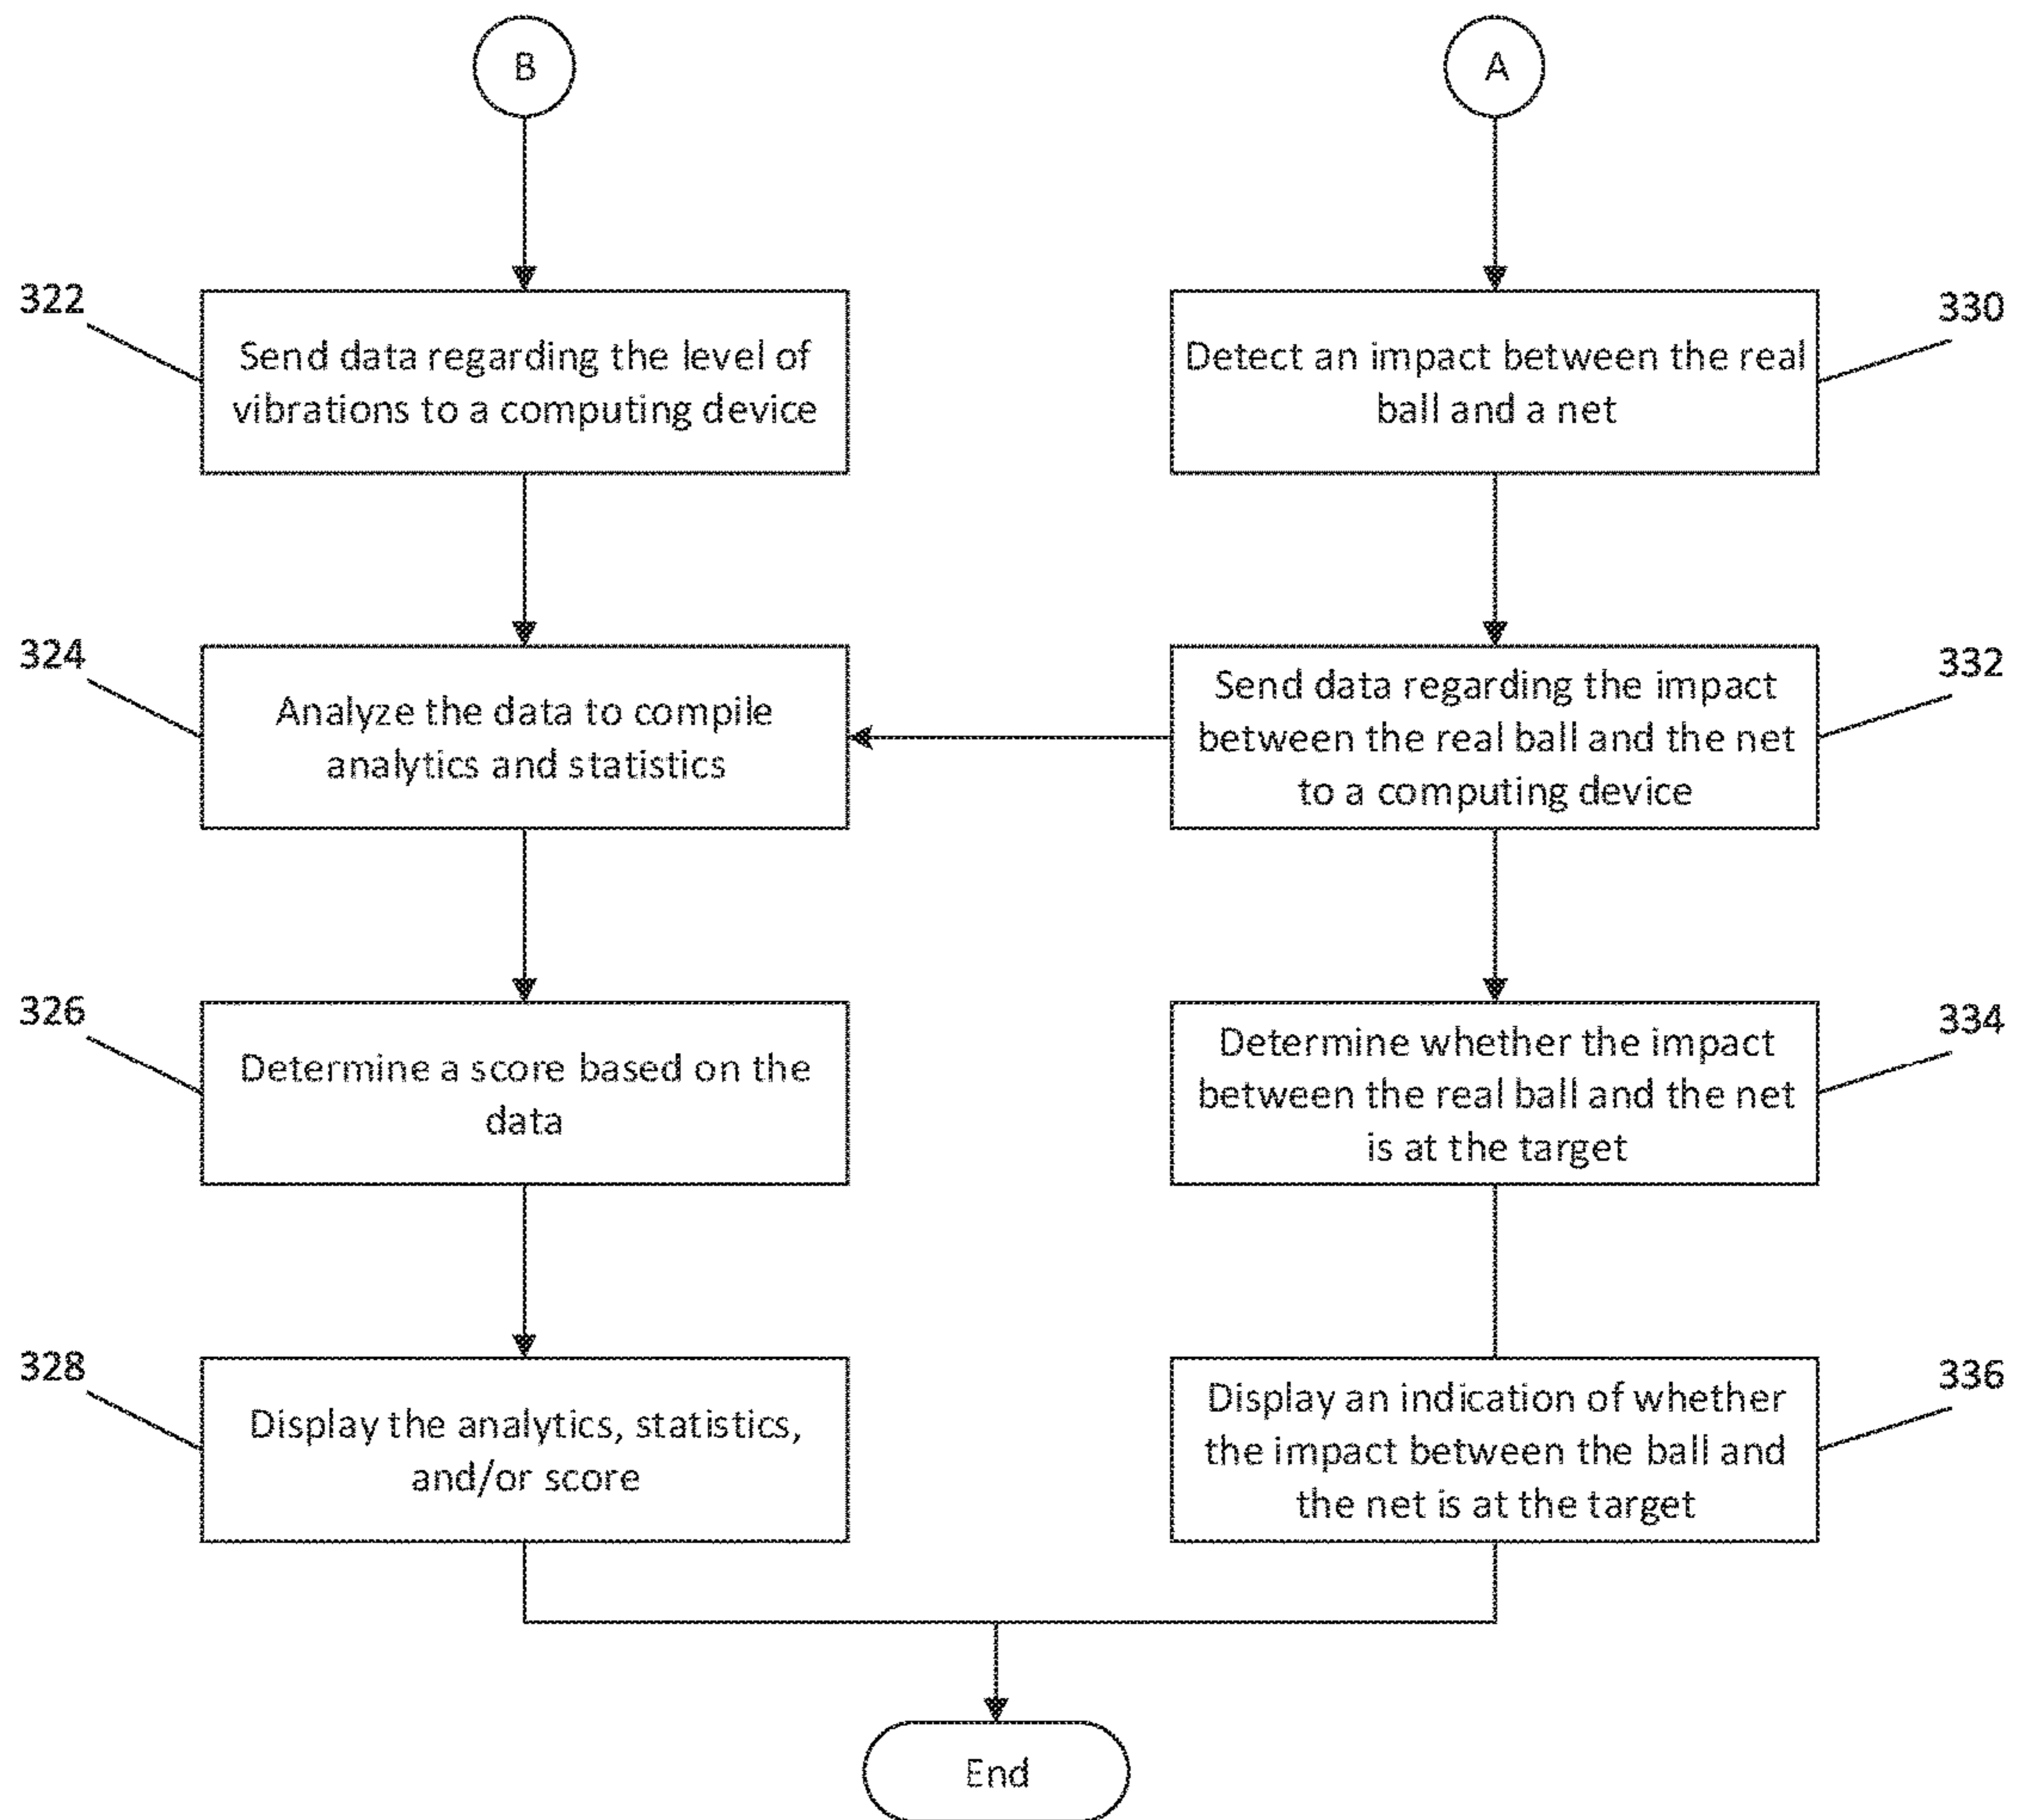 B
A
322
Send data regarding the level of
vibrations to a computing device
330
Detect an impact between the real
ball and a net
324
Analyze the data to compile
analytics and statistics
332
Send data regarding the impact
between the real ball and the net
to a computing device
326
Determine a score based on the
data
334
Determine whether the impact
between the real ball and the net
is at the target
328
Display the analytics, statistics,
and/or score
336
Display an indication of whether
the impact between the ball and
the net is at the target
End